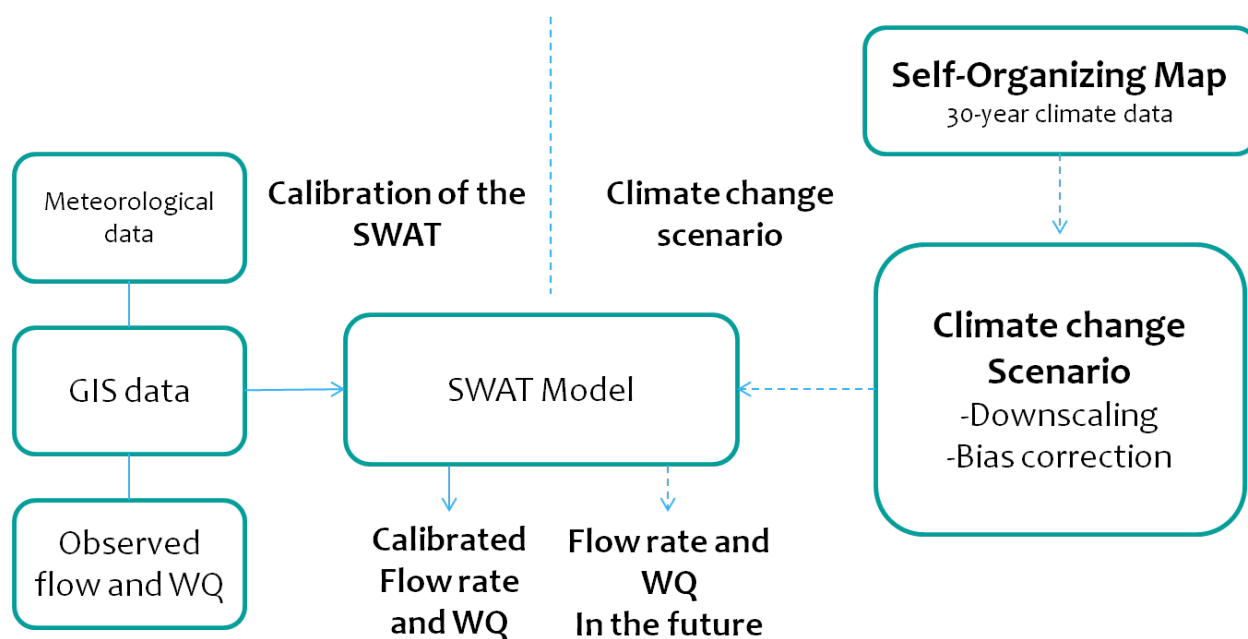 Self-Organizing Map
30-year climate data
Meteorological
data
Calibration of the
SWAT
Climate change
scenario
GIS data
SWAT Model
Climate change
Scenario
-Downscaling
-Bias correction
Observed
flow and WQ
Calibrated
Flow rate
and WQ
Flow rate and
WQ
In the future